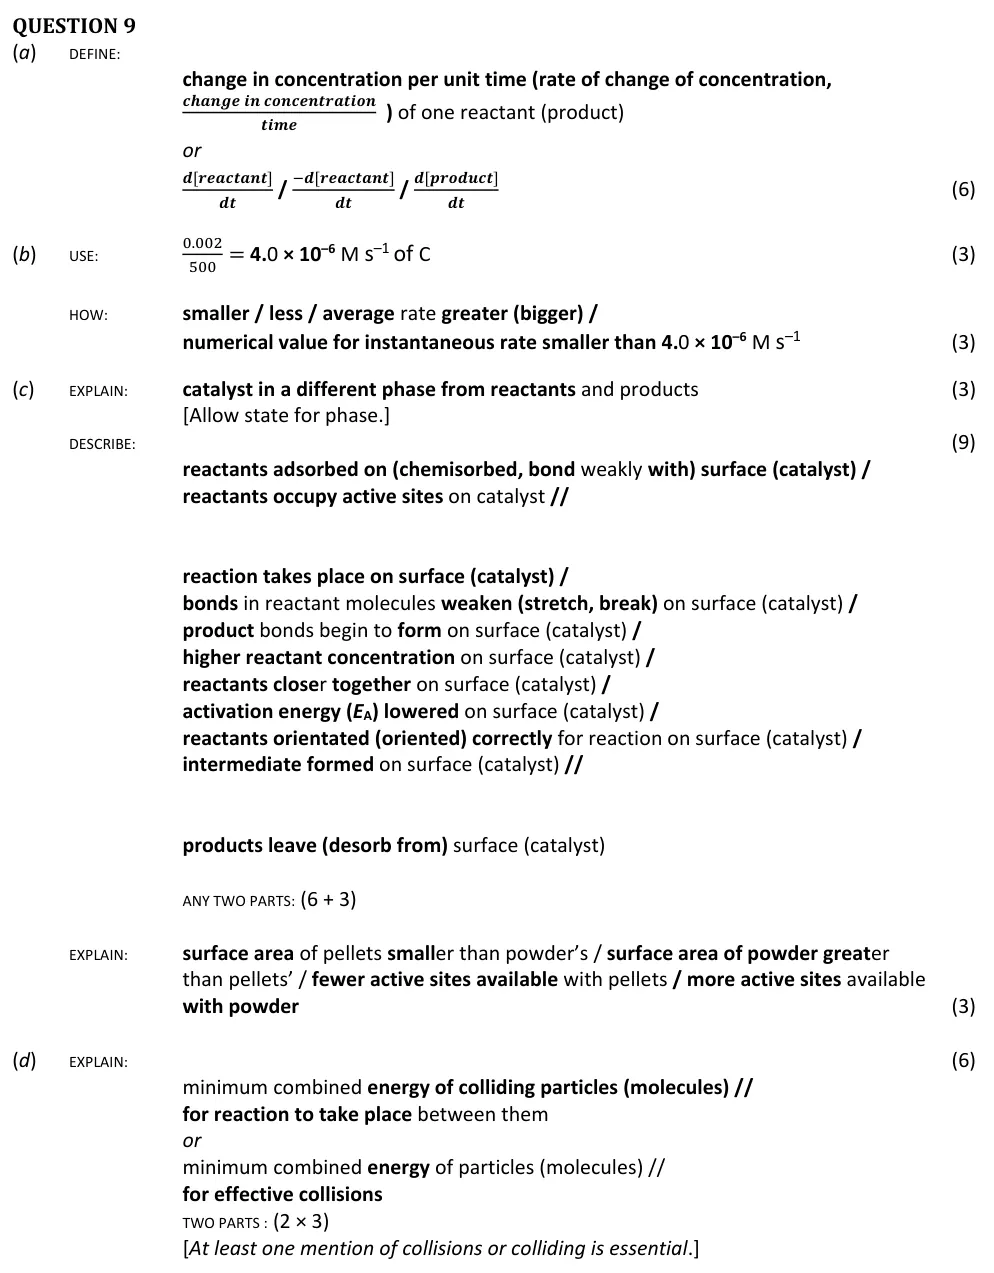 QUESTION 9
(a) DEFINE:
change in concentration per unit time (rate of change of concentration,
change in concentration / time ) of one reactant (product)
or
d[reactant]/dt / −d[reactant]/dt / d[product]/dt (6)
(b) USE: 0.002/500 = 4.0 × 10⁻⁶ M s⁻¹ of C (3)
HOW: smaller / less / average rate greater (bigger) /
numerical value for instantaneous rate smaller than 4.0 × 10⁻⁶ M s⁻¹ (3)
(c) EXPLAIN: catalyst in a different phase from reactants and products (3)
[Allow state for phase.]
DESCRIBE: (9)
reactants adsorbed on (chemisorbed, bond weakly with) surface (catalyst) /
reactants occupy active sites on catalyst //
reaction takes place on surface (catalyst) /
bonds in reactant molecules weaken (stretch, break) on surface (catalyst) /
product bonds begin to form on surface (catalyst) /
higher reactant concentration on surface (catalyst) /
reactants closer together on surface (catalyst) /
activation energy (E_A) lowered on surface (catalyst) /
reactants orientated (oriented) correctly for reaction on surface (catalyst) /
intermediate formed on surface (catalyst) //
products leave (desorb from) surface (catalyst)
ANY TWO PARTS: (6 + 3)
EXPLAIN: surface area of pellets smaller than powder’s / surface area of powder greater
than pellets’ / fewer active sites available with pellets / more active sites available
with powder (3)
(d) EXPLAIN: (6)
minimum combined energy of colliding particles (molecules) //
for reaction to take place between them
or
minimum combined energy of particles (molecules) //
for effective collisions
TWO PARTS : (2 × 3)
[At least one mention of collisions or colliding is essential.]